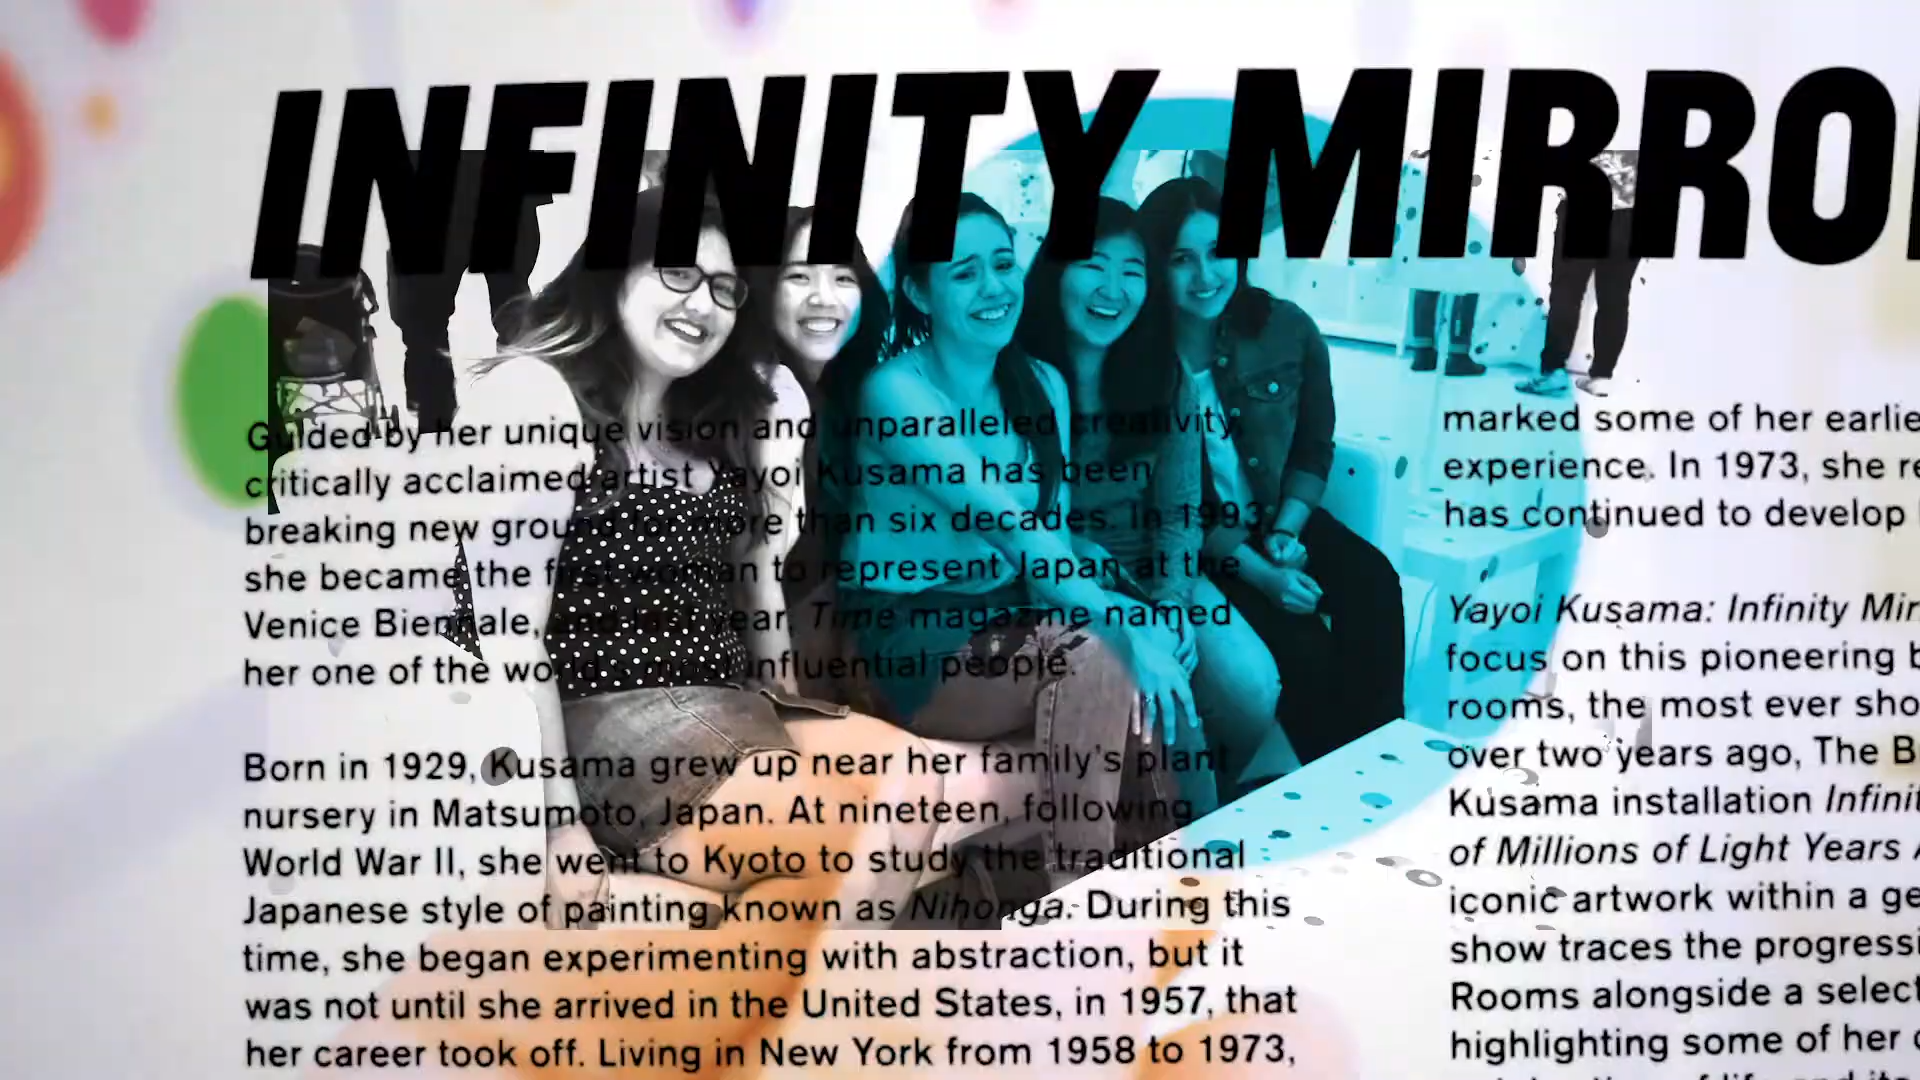 INFINITY MIRRO
Guided by her unique vision and unparalleled creativity,
critically acclaimed artist Yayoi Kusama has been
breaking new ground for more than six decades. In 1993,
she became the first woman to represent Japan at the
Venice Biennale, and last year, Time magazine named
her one of the world's most influential people.
Born in 1929, Kusama grew up near her family's plant
nursery in Matsumoto, Japan. At nineteen, following
World War II, she went to Kyoto to study the traditional
Japanese style of painting known as Nihonga. During this
time, she began experimenting with abstraction, but it
was not until she arrived in the United States, in 1957, that
her career took off. Living in New York from 1958 to 1973,
marked some of her earlie
experience. In 1973, she re
has continued to develop
Yayoi Kusama: Infinity Mir
focus on this pioneering b
rooms, the most ever sho
over two years ago, The B
Kusama installation Infinit
of Millions of Light Years A
iconic artwork within a ge
show traces the progressi
Rooms alongside a select
highlighting some of her